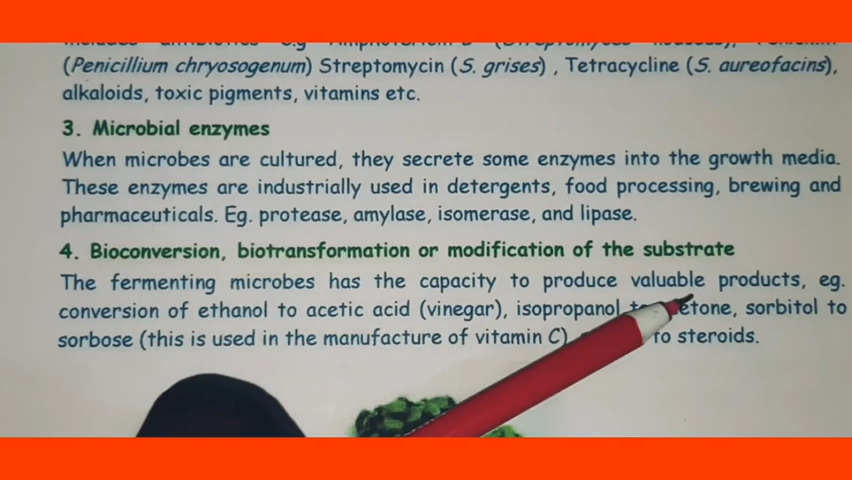 (Penicillium chryosogenum) Streptomycin (S. grises) , Tetracycline (S. aureofacins),
alkaloids, toxic pigments, vitamins etc.
3. Microbial enzymes
When microbes are cultured, they secrete some enzymes into the growth media.
These enzymes are industrially used in detergents, food processing, brewing and
pharmaceuticals. Eg. protease, amylase, isomerase, and lipase.
4. Bioconversion, biotransformation or modification of the substrate
The fermenting microbes has the capacity to produce valuable products, eg.
conversion of ethanol to acetic acid (vinegar), isopropanol sorbitol to
sorbose (this is used in the manufacture of vitamin C) to steroids.